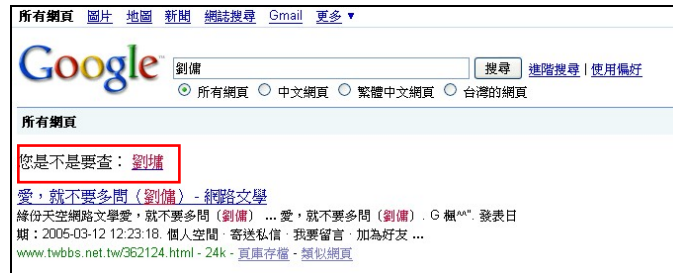 所有網頁 圖片 地圖 新聞 網誌搜尋 Gmail 更多 ▼
Google 劉傭 搜尋 進階搜尋 | 使用偏好
所有網頁 中文網頁 繁體中文網頁 台灣的網頁
所有網頁
您是不是要查： 劉墉
愛，就不要多問（劉傭） - 網路文學
緣份天空網路文學愛，就不要多問（劉傭） ... 愛，就不要多問（劉傭）. G 楓^^". 發表日
期：2005-03-12 12:23:18. 個人空間 · 寄送私信 · 我要留言 · 加為好友 ...
www.twbbs.net.tw/362124.html - 24k - 頁庫存檔 - 類似網頁